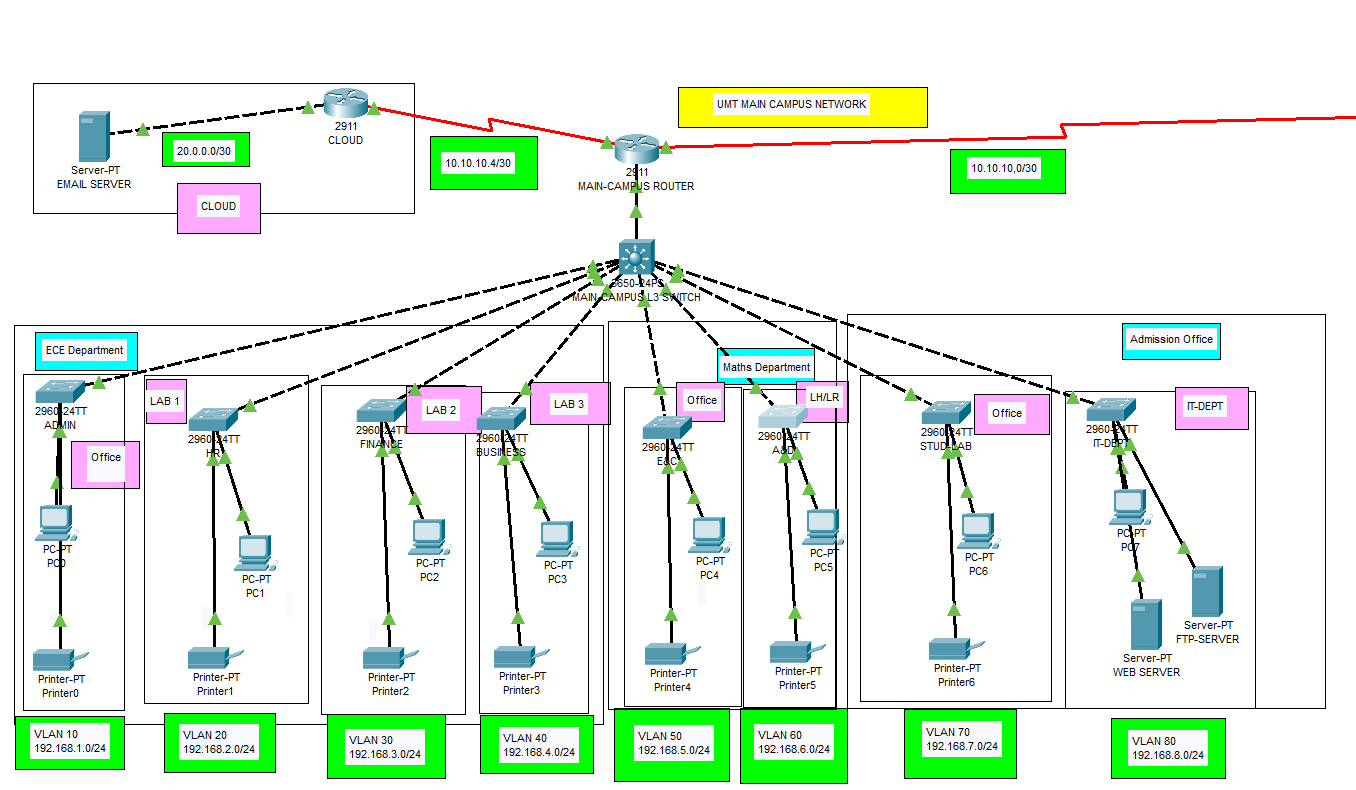 UMT MAIN CAMPUS NETWORK
2911
CLOUD
20.0.0.0/30
10.10.10.4/30
10.10.10,0/30
Server-PT
EMAIL SERVER
CLOUD
2911
MAIN-CAMPUS ROUTER
3650-24PS
MAIN-CAMPUS L3 SWITCH
ECE Department
Maths Department
Admission Office
LAB 1
LAB 2
LAB 3
Office
LH/LR
Office
IT-DEPT
2960-24TT
ADMIN
2960-24TT
HR
2960-24TT
FINANCE
2960-24TT
BUSINESS
2960-24TT
E&C
2960-24TT
A&D
2960-24TT
STUD-LAB
2960-24TT
IT-DEPT
Office
PC-PT
PC0
PC-PT
PC1
PC-PT
PC2
PC-PT
PC3
PC-PT
PC4
PC-PT
PC5
PC-PT
PC6
PC-PT
PC7
Server-PT
FTP-SERVER
Server-PT
WEB SERVER
Printer-PT
Printer0
Printer-PT
Printer1
Printer-PT
Printer2
Printer-PT
Printer3
Printer-PT
Printer4
Printer-PT
Printer5
Printer-PT
Printer6
VLAN 10
192.168.1.0/24
VLAN 20
192.168.2.0/24
VLAN 30
192.168.3.0/24
VLAN 40
192.168.4.0/24
VLAN 50
192.168.5.0/24
VLAN 60
192.168.6.0/24
VLAN 70
192.168.7.0/24
VLAN 80
192.168.8.0/24